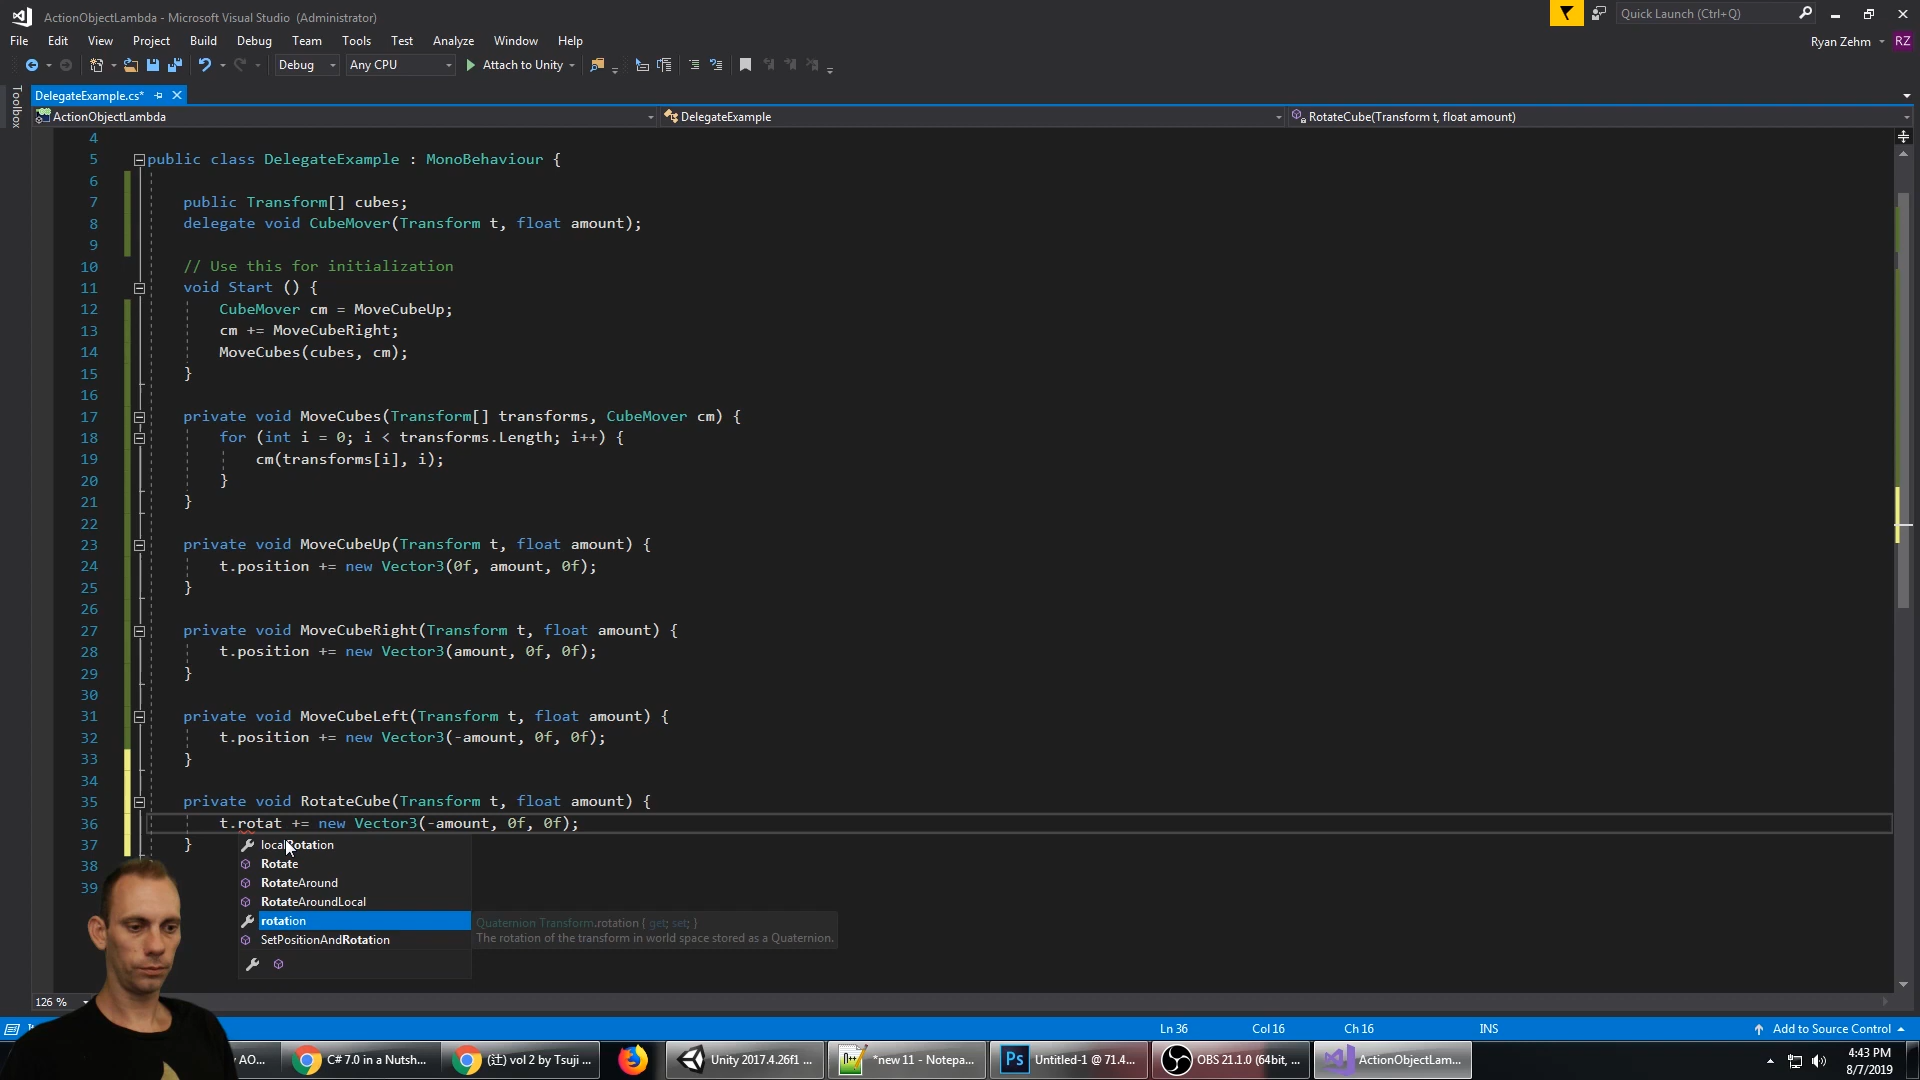 ActionObjectLambda - Microsoft Visual Studio (Administrator)
Quick Launch (Ctrl+Q)
File Edit View Project Build Debug Team Tools Test Analyze Window Help
Ryan Zehm RZ
Debug Any CPU Attach to Unity
Toolbox
DelegateExample.cs*
ActionObjectLambda DelegateExample RotateCube(Transform t, float amount)
4
5 public class DelegateExample : MonoBehaviour {
6
7 public Transform[] cubes;
8 delegate void CubeMover(Transform t, float amount);
9
10 // Use this for initialization
11 void Start () {
12 CubeMover cm = MoveCubeUp;
13 cm += MoveCubeRight;
14 MoveCubes(cubes, cm);
15 }
16
17 private void MoveCubes(Transform[] transforms, CubeMover cm) {
18 for (int i = 0; i < transforms.Length; i++) {
19 cm(transforms[i], i);
20 }
21 }
22
23 private void MoveCubeUp(Transform t, float amount) {
24 t.position += new Vector3(0f, amount, 0f);
25 }
26
27 private void MoveCubeRight(Transform t, float amount) {
28 t.position += new Vector3(amount, 0f, 0f);
29 }
30
31 private void MoveCubeLeft(Transform t, float amount) {
32 t.position += new Vector3(-amount, 0f, 0f);
33 }
34
35 private void RotateCube(Transform t, float amount) {
36 t.rotat += new Vector3(-amount, 0f, 0f);
37 }
38
39
localRotation
Rotate
RotateAround
RotateAroundLocal
rotation
SetPositionAndRotation
Quaternion Transform.rotation { get; set; }
The rotation of the transform in world space stored as a Quaternion.
126 %
Ln 36 Col 16 Ch 16 INS Add to Source Control
AO... C# 7.0 in a Nutsh... (辻) vol 2 by Tsuji ... Unity 2017.4.26f1 ... *new 11 - Notepa... Ps Untitled-1 @ 71.4... OBS 21.1.0 (64bit, ... ActionObjectLam...
4:43 PM
8/7/2019